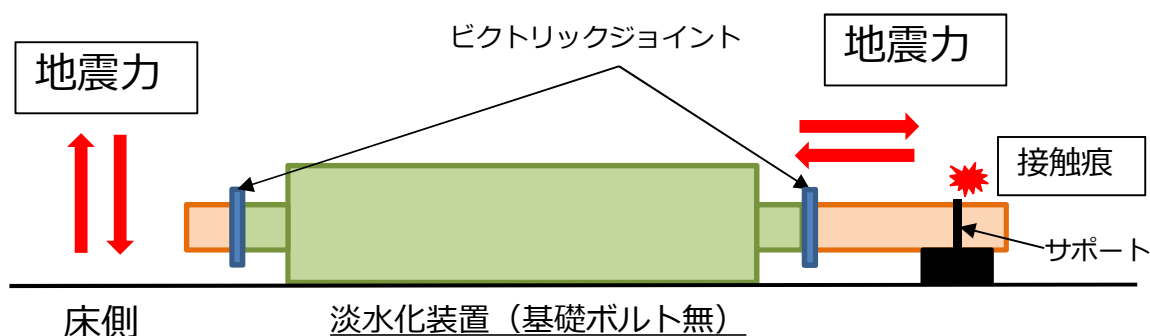 ビクトリックジョイント
地震力
地震力
接触痕
サポート
床側
淡水化装置（基礎ボルト無）